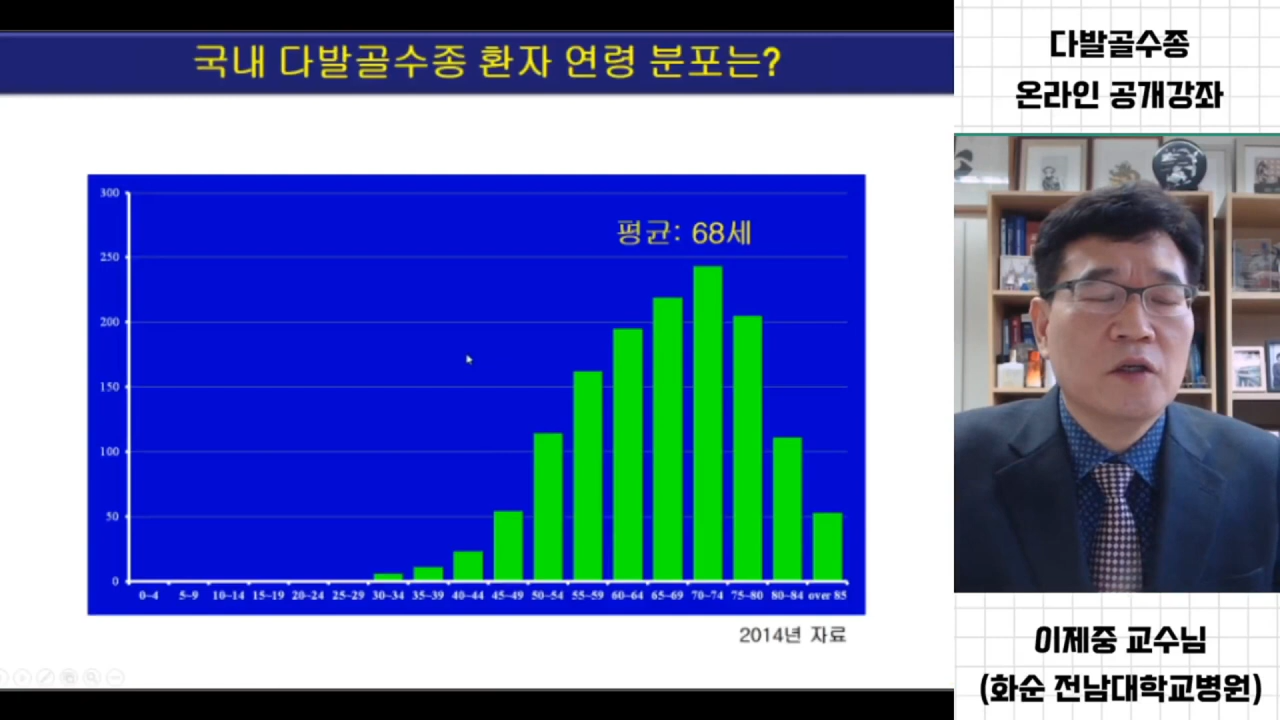 국내 다발골수종 환자 연령 분포는?
평균: 68세
300
250
200
150
100
50
0
0~4 5~9 10~14 15~19 20~24 25~29 30~34 35~39 40~44 45~49 50~54 55~59 60~64 65~69 70~74 75~80 80~84 over 85
2014년 자료
다발골수종
온라인 공개강좌
이제중 교수님
(화순 전남대학교병원)